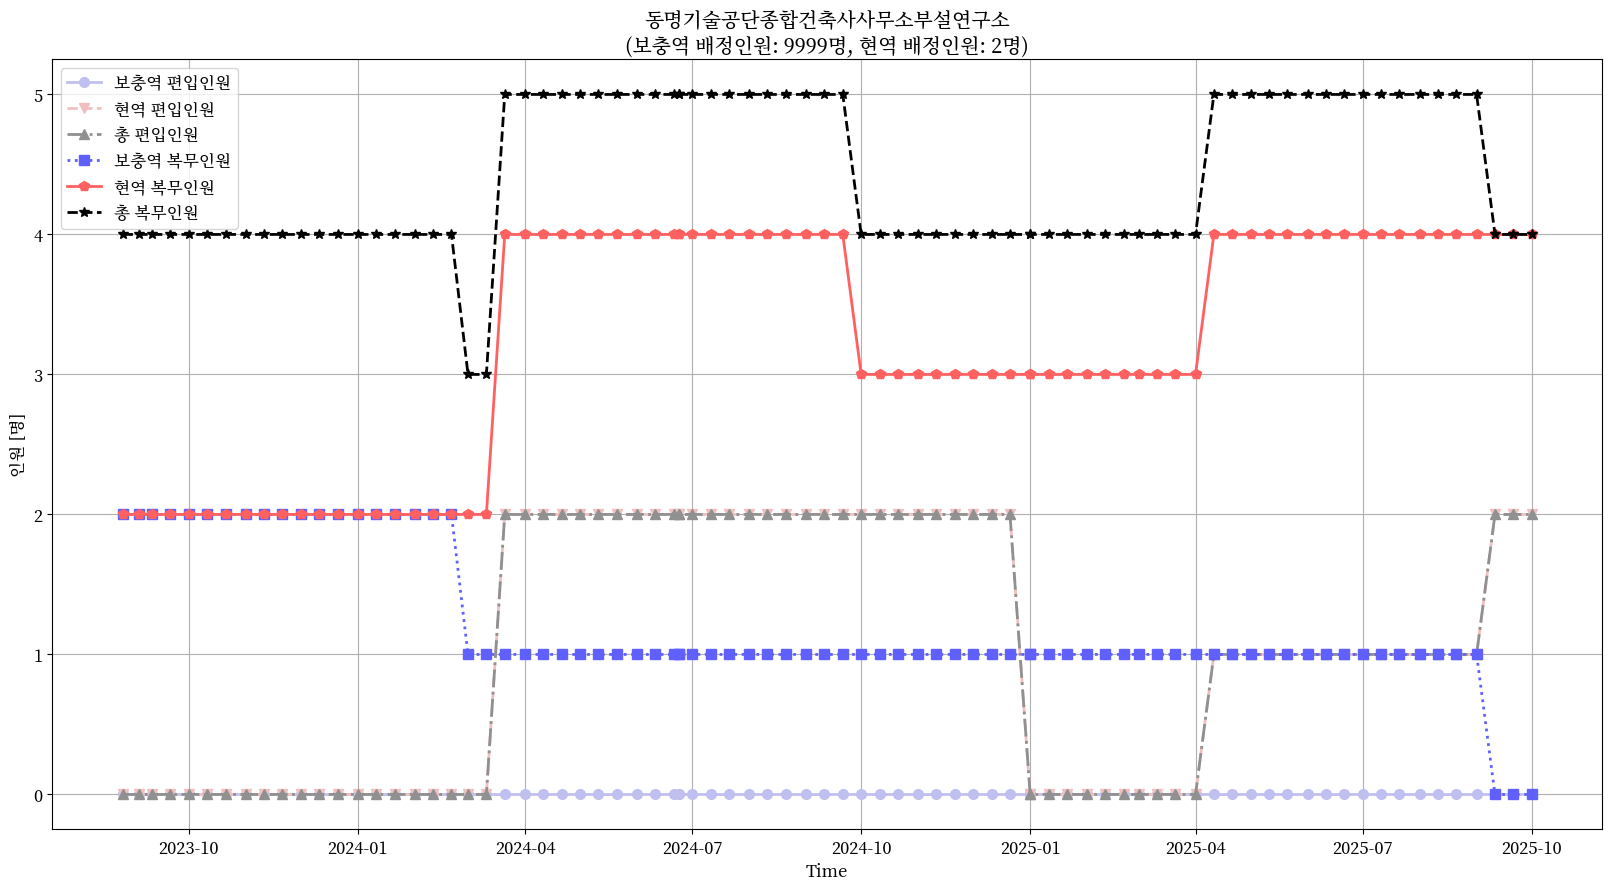 동명기술공단종합건축사사무소부설연구소
(보충역 배정인원: 9999명, 현역 배정인원: 2명)
보충역 편입인원
현역 편입인원
총 편입인원
보충역 복무인원
현역 복무인원
총 복무인원
인원 [명]
5
4
3
2
1
0
2023-10
2024-01
2024-04
2024-07
2024-10
2025-01
2025-04
2025-07
2025-10
Time